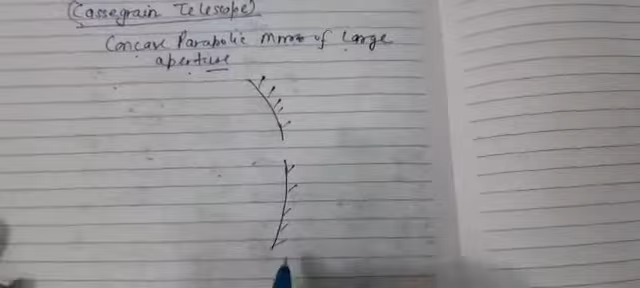 (Cassegrain Telescope)
Concave Parabolic Mirror of Large
aperture